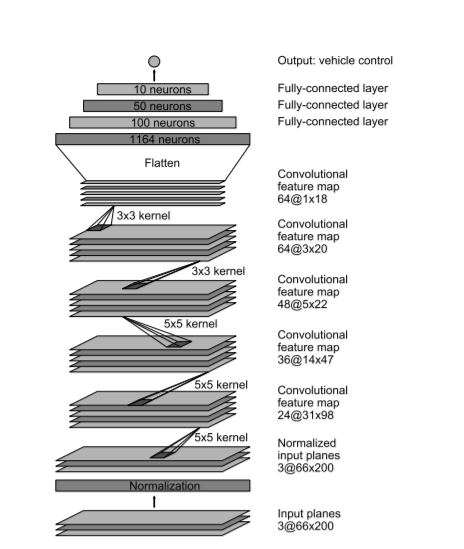 Output: vehicle control
10 neurons
Fully-connected layer
50 neurons
Fully-connected layer
100 neurons
Fully-connected layer
1164 neurons
Flatten
Convolutional
feature map
64@1x18
3x3 kernel
Convolutional
feature map
64@3x20
3x3 kernel
Convolutional
feature map
48@5x22
5x5 kernel
Convolutional
feature map
36@14x47
5x5 kernel
Convolutional
feature map
24@31x98
5x5 kernel
Normalized
input planes
3@66x200
Normalization
Input planes
3@66x200